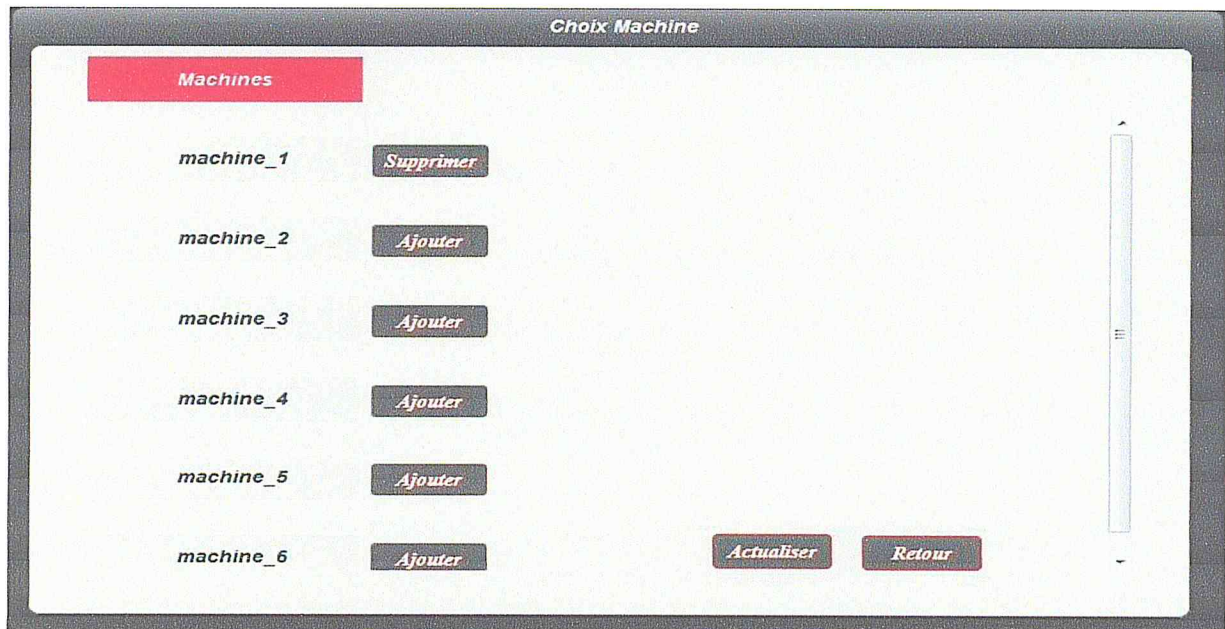 Choix Machine
Machines
machine_1 Supprimer
machine_2 Ajouter
machine_3 Ajouter
machine_4 Ajouter
machine_5 Ajouter
machine_6 Ajouter
Actualiser Retour